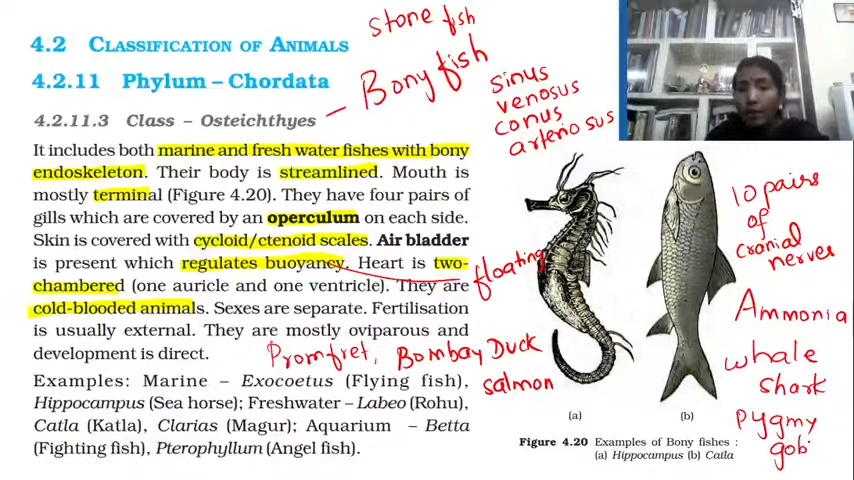 4.2 CLASSIFICATION OF ANIMALS
stone fish
4.2.11 Phylum – Chordata
Bony fish
4.2.11.3 Class – Osteichthyes
sinus
venosus
conus
arteriosus
It includes both marine and fresh water fishes with bony
endoskeleton. Their body is streamlined. Mouth is
mostly terminal (Figure 4.20). They have four pairs of
gills which are covered by an operculum on each side.
Skin is covered with cycloid/ctenoid scales. Air bladder
is present which regulates buoyancy. Heart is two-
chambered (one auricle and one ventricle). They are
cold-blooded animals. Sexes are separate. Fertilisation
is usually external. They are mostly oviparous and
development is direct.
floating
Promfret, Bombay Duck
salmon
Examples: Marine – Exocoetus (Flying fish),
Hippocampus (Sea horse); Freshwater – Labeo (Rohu),
Catla (Katla), Clarias (Magur); Aquarium – Betta
(Fighting fish), Pterophyllum (Angel fish).
(a)
(b)
Figure 4.20 Examples of Bony fishes :
(a) Hippocampus (b) Catla
10 pairs
of
cranial
nerves
Ammonia
whale
shark
Pygmy
gob